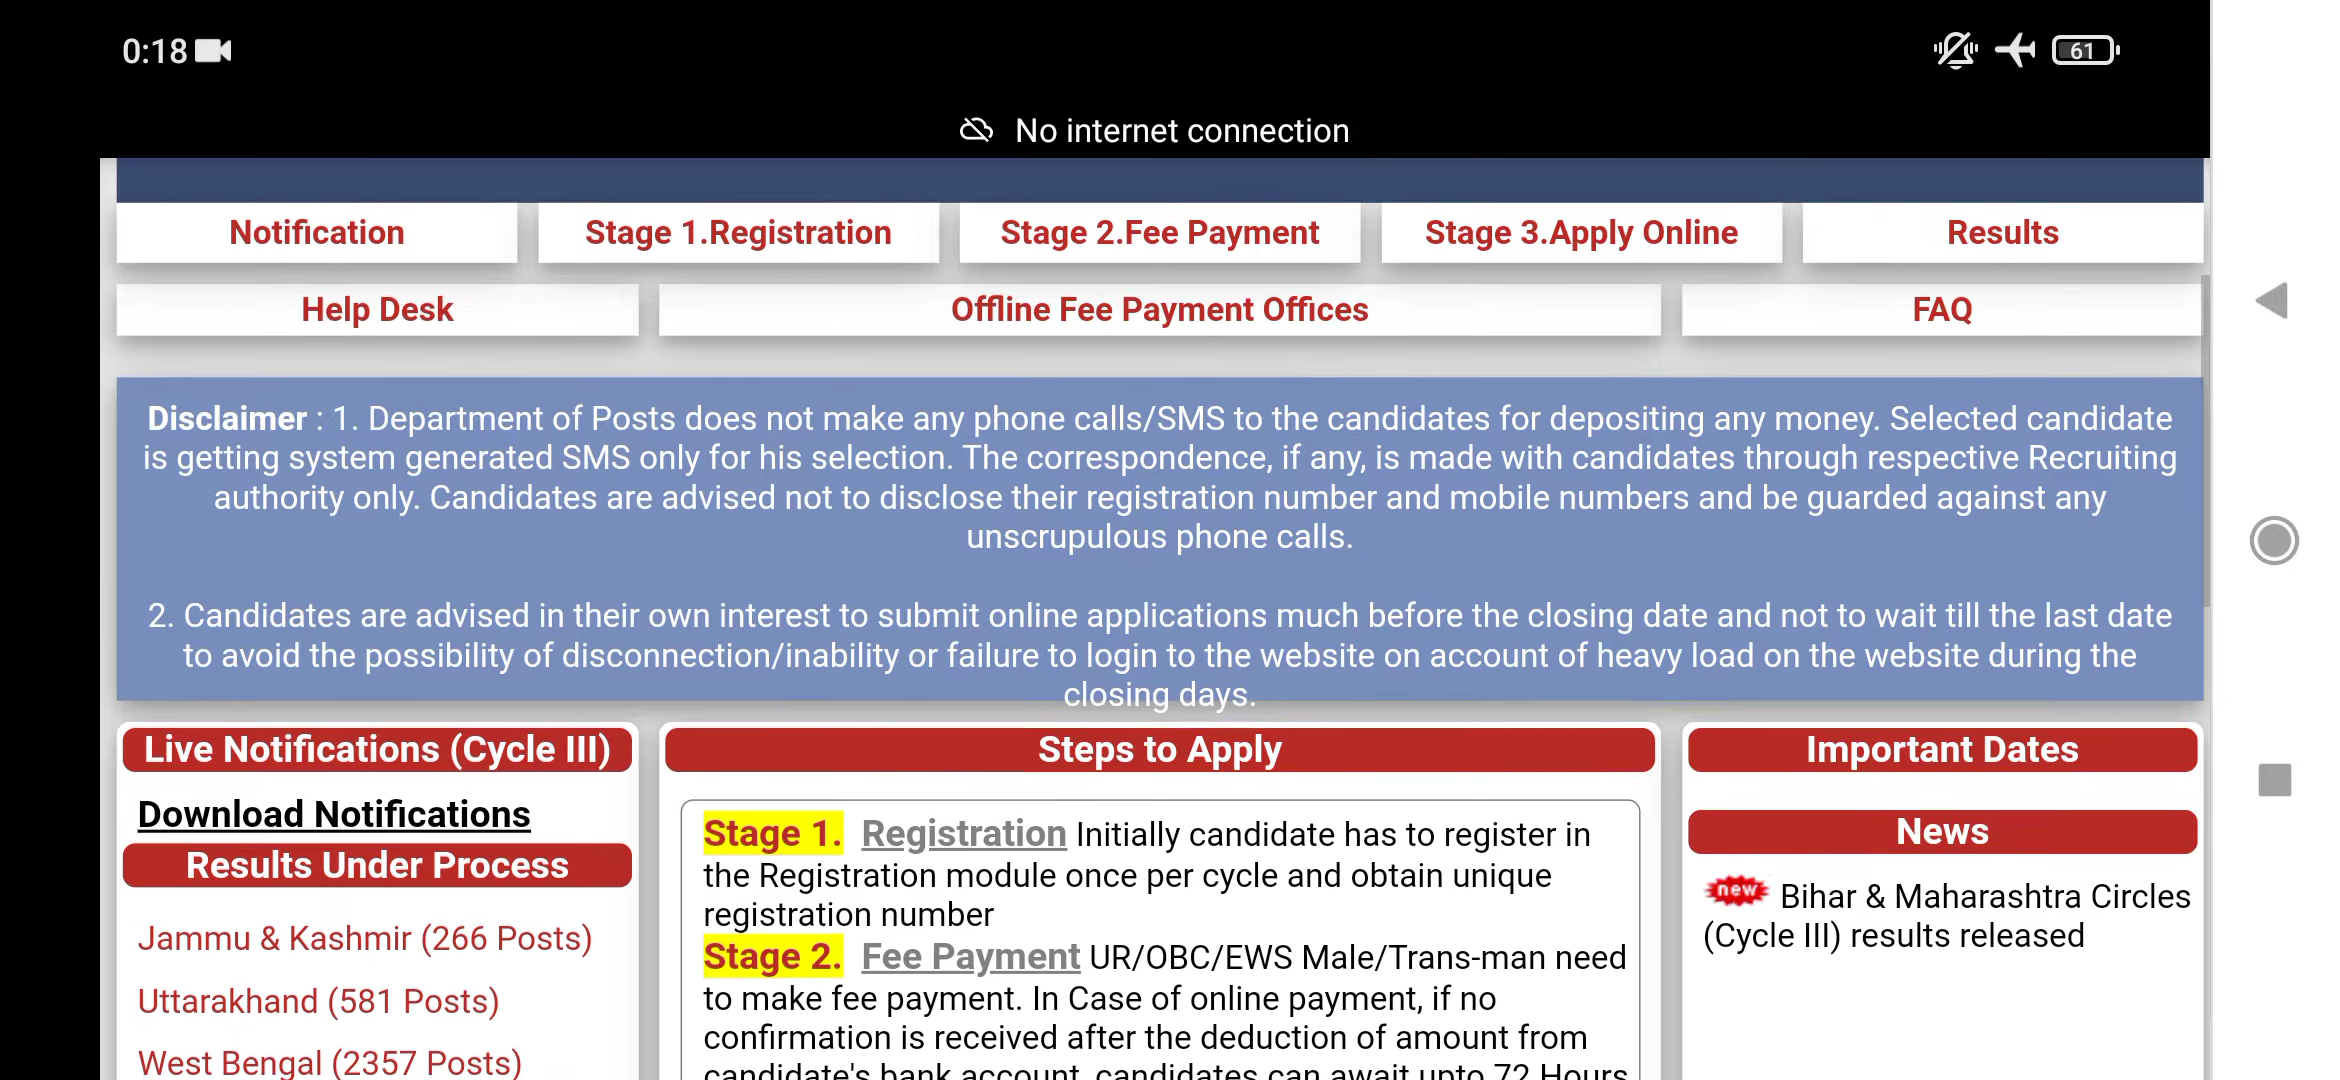 0:18
61
No internet connection
Notification
Stage 1.Registration
Stage 2.Fee Payment
Stage 3.Apply Online
Results
Help Desk
Offline Fee Payment Offices
FAQ
Disclaimer : 1. Department of Posts does not make any phone calls/SMS to the candidates for depositing any money. Selected candidate
is getting system generated SMS only for his selection. The correspondence, if any, is made with candidates through respective Recruiting
authority only. Candidates are advised not to disclose their registration number and mobile numbers and be guarded against any
unscrupulous phone calls.
2. Candidates are advised in their own interest to submit online applications much before the closing date and not to wait till the last date
to avoid the possibility of disconnection/inability or failure to login to the website on account of heavy load on the website during the
closing days.
Live Notifications (Cycle III)
Download Notifications
Results Under Process
Jammu & Kashmir (266 Posts)
Uttarakhand (581 Posts)
West Bengal (2357 Posts)
Steps to Apply
Stage 1. Registration Initially candidate has to register in
the Registration module once per cycle and obtain unique
registration number
Stage 2. Fee Payment UR/OBC/EWS Male/Trans-man need
to make fee payment. In Case of online payment, if no
confirmation is received after the deduction of amount from
candidate's bank account, candidates can await upto 72 Hours
Important Dates
News
new Bihar & Maharashtra Circles
(Cycle III) results released